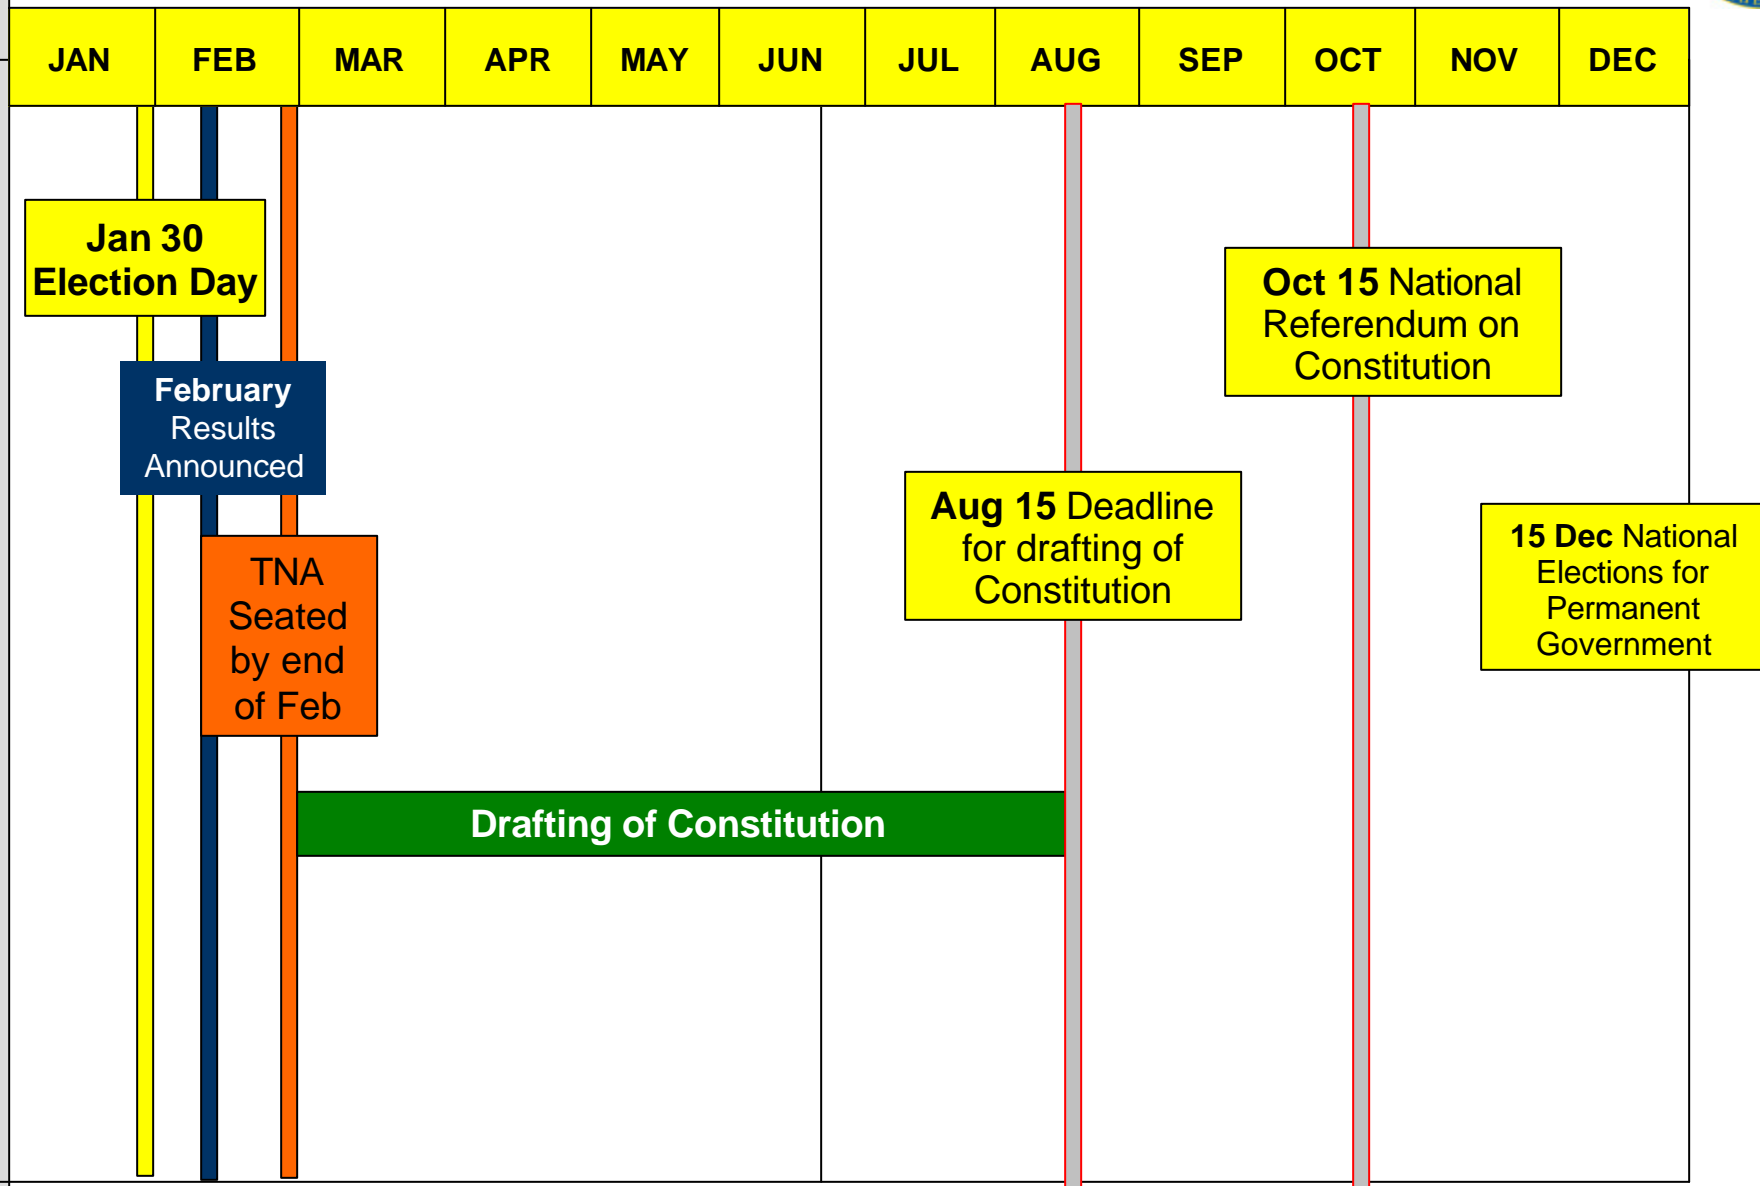 JAN FEB MAR APR MAY JUN JUL AUG SEP OCT NOV DEC
Jan 30
Election Day
February
Results
Announced
TNA
Seated
by end
of Feb
Drafting of Constitution
Aug 15 Deadline
for drafting of
Constitution
Oct 15 National
Referendum on
Constitution
15 Dec National
Elections for
Permanent
Government